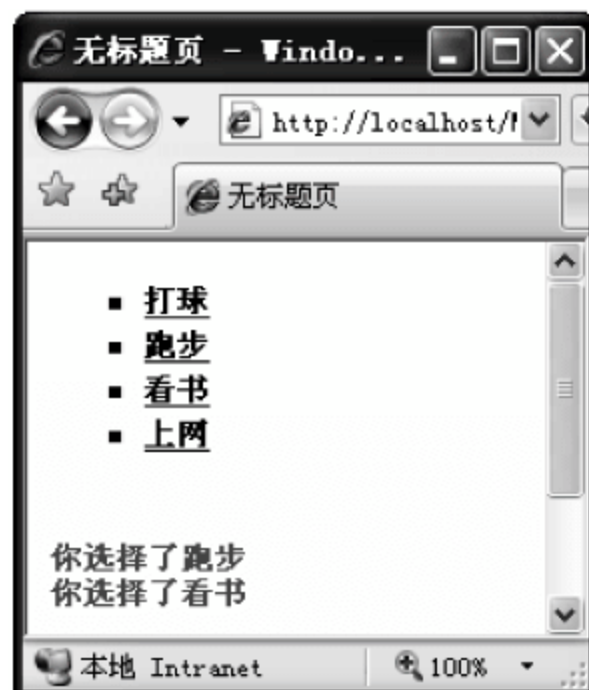 无标题页 - Windo...
http://localhost/
无标题页
打球
跑步
看书
上网
你选择了跑步
你选择了看书
本地 Intranet
100%